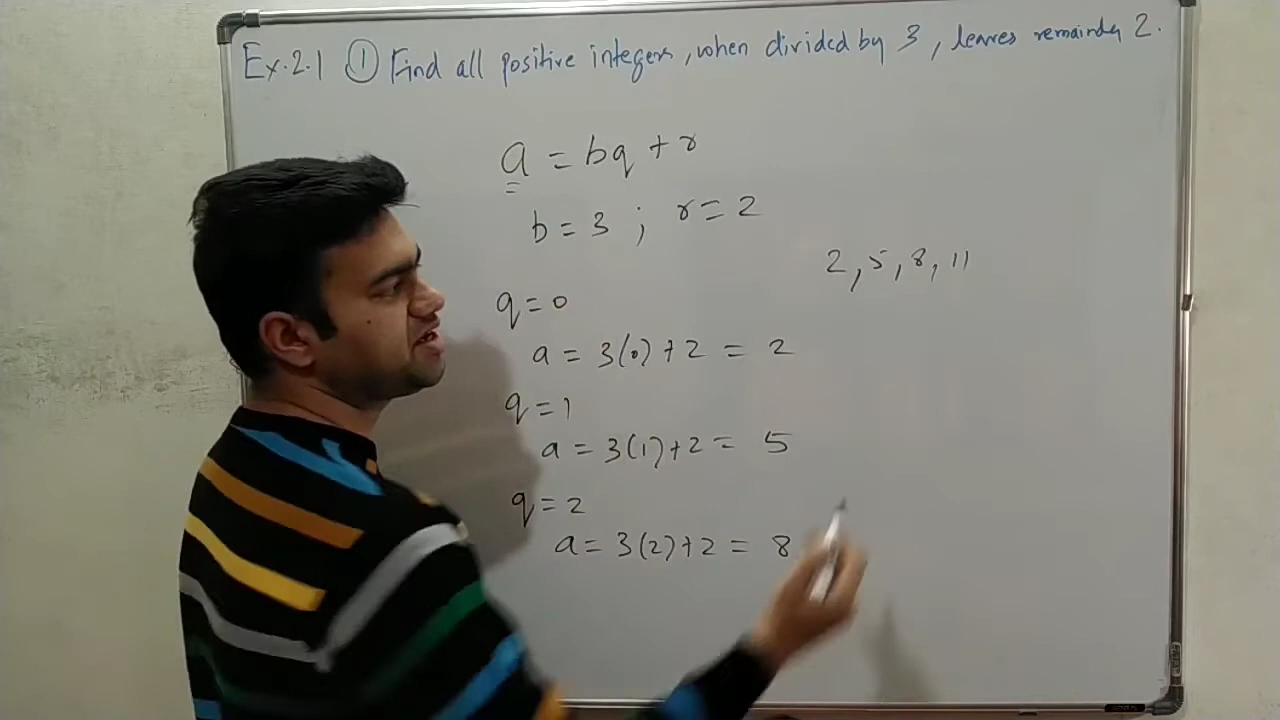 Ex.2.1 ① Find all positive integers, when divided by 3, leaves remainder 2.
a = bq + r
b = 3 ; r = 2
2, 5, 8, 11
q = 0
a = 3(0) + 2 = 2
q = 1
a = 3(1) + 2 = 5
q = 2
a = 3(2) + 2 = 8